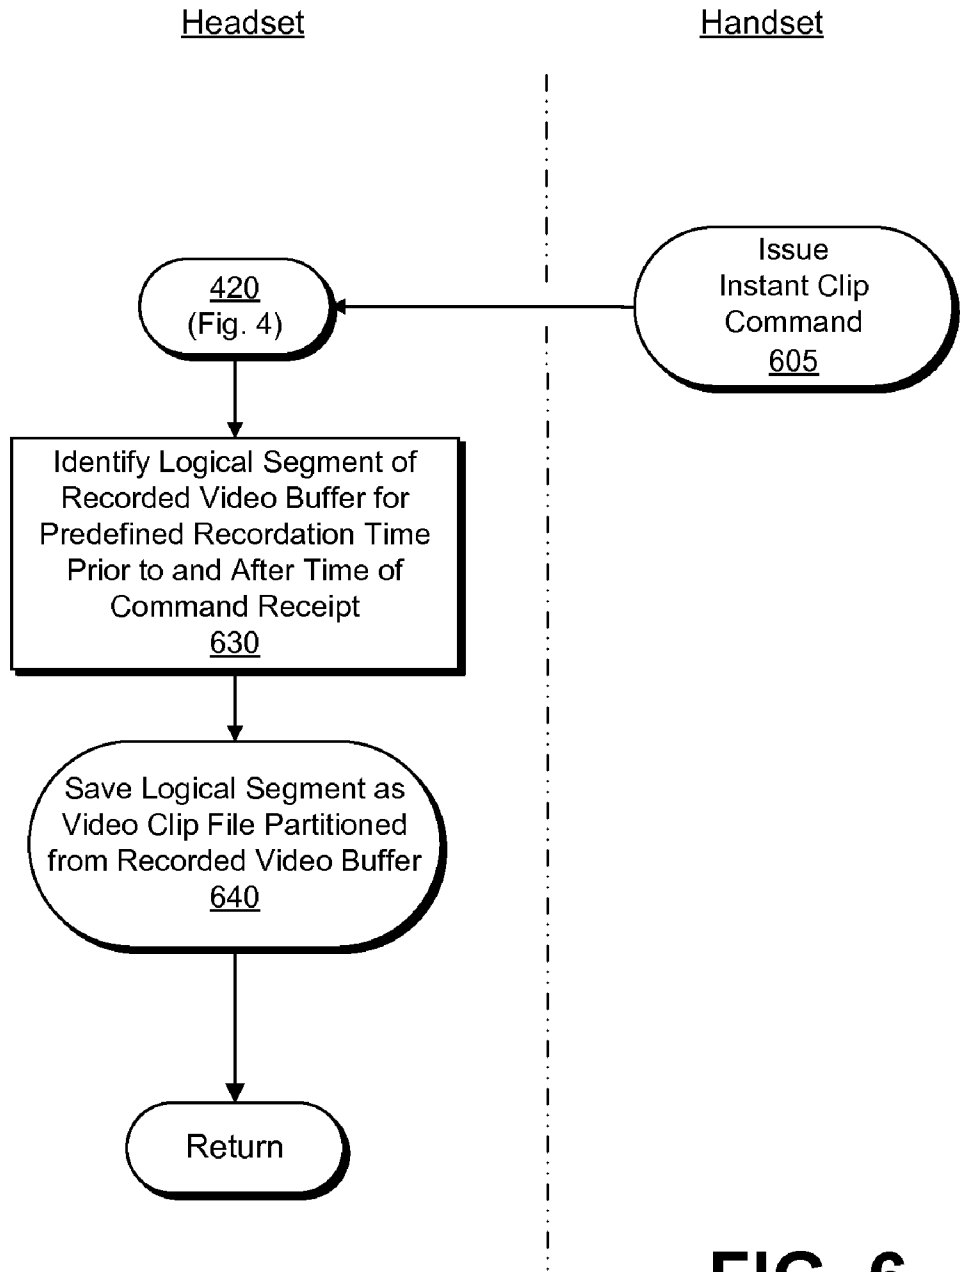 Headset
Handset
Issue
Instant Clip
Command
605
420
(Fig. 4)
Identify Logical Segment of
Recorded Video Buffer for
Predefined Recordation Time
Prior to and After Time of
Command Receipt
630
Save Logical Segment as
Video Clip File Partitioned
from Recorded Video Buffer
640
Return
FIG. 6